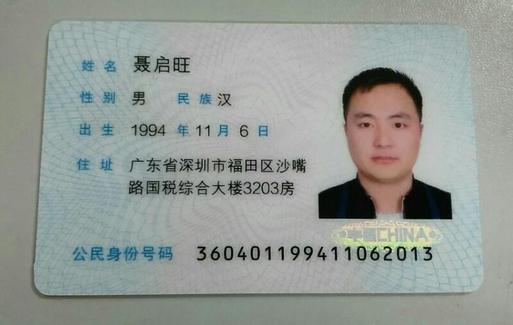 姓名 聂启旺
性别 男 民族 汉
出生 1994 年 11 月 6 日
住址 广东省深圳市福田区沙嘴
路国税综合大楼3203房
中国CHINA
公民身份号码 360401199411062013